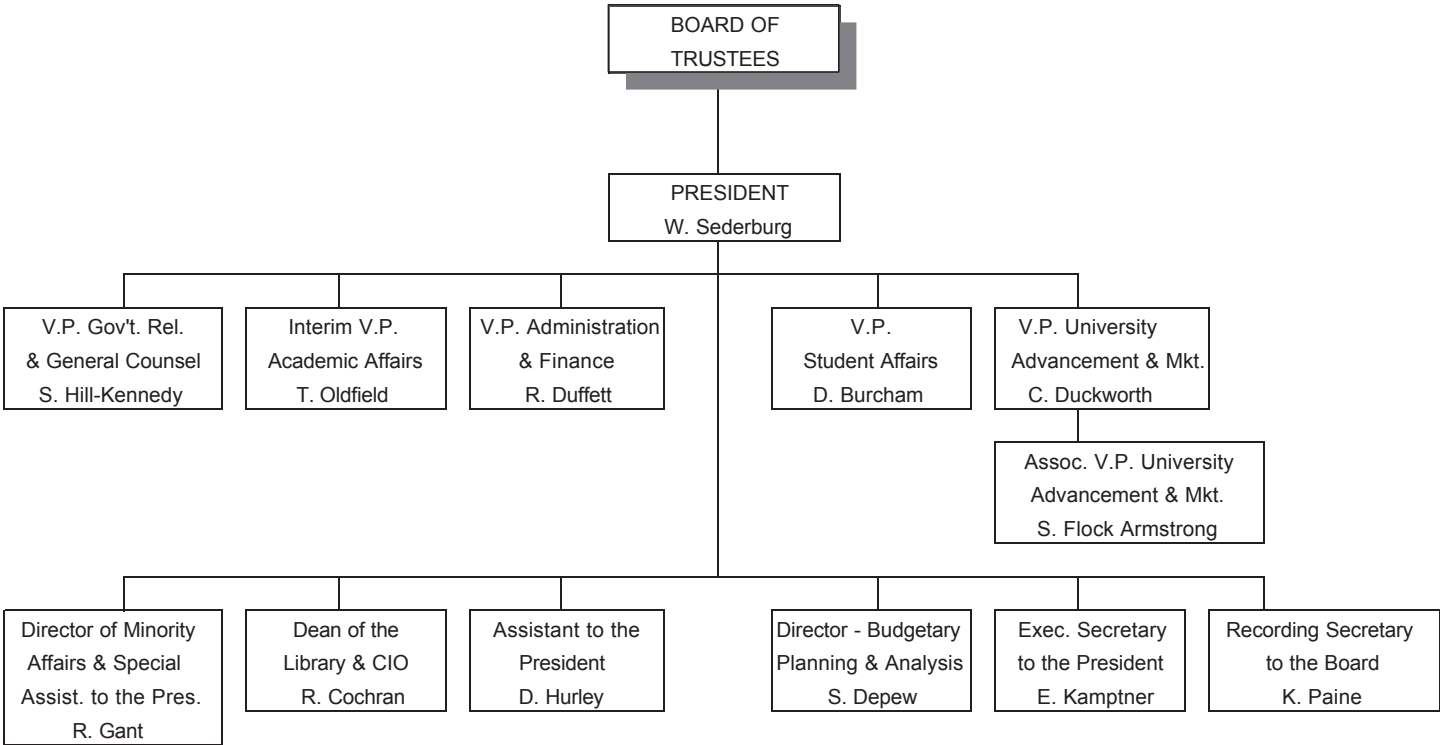 BOARD OF
TRUSTEES
PRESIDENT
W. Sederburg
V.P. Gov't. Rel.
& General Counsel
S. Hill-Kennedy
Interim V.P.
Academic Affairs
T. Oldfield
V.P. Administration
& Finance
R. Duffett
V.P.
Student Affairs
D. Burcham
V.P. University
Advancement & Mkt.
C. Duckworth
Assoc. V.P. University
Advancement & Mkt.
S. Flock Armstrong
Director of Minority
Affairs & Special
Assist. to the Pres.
R. Gant
Dean of the
Library & CIO
R. Cochran
Assistant to the
President
D. Hurley
Director - Budgetary
Planning & Analysis
S. Depew
Exec. Secretary
to the President
E. Kamptner
Recording Secretary
to the Board
K. Paine